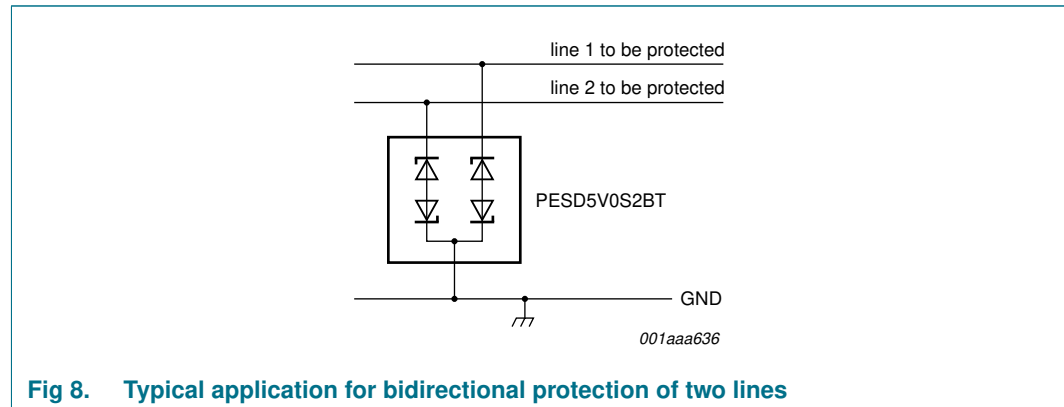 line 1 to be protected
line 2 to be protected
PESD5V0S2BT
GND
001aaa636
Fig 8. Typical application for bidirectional protection of two lines